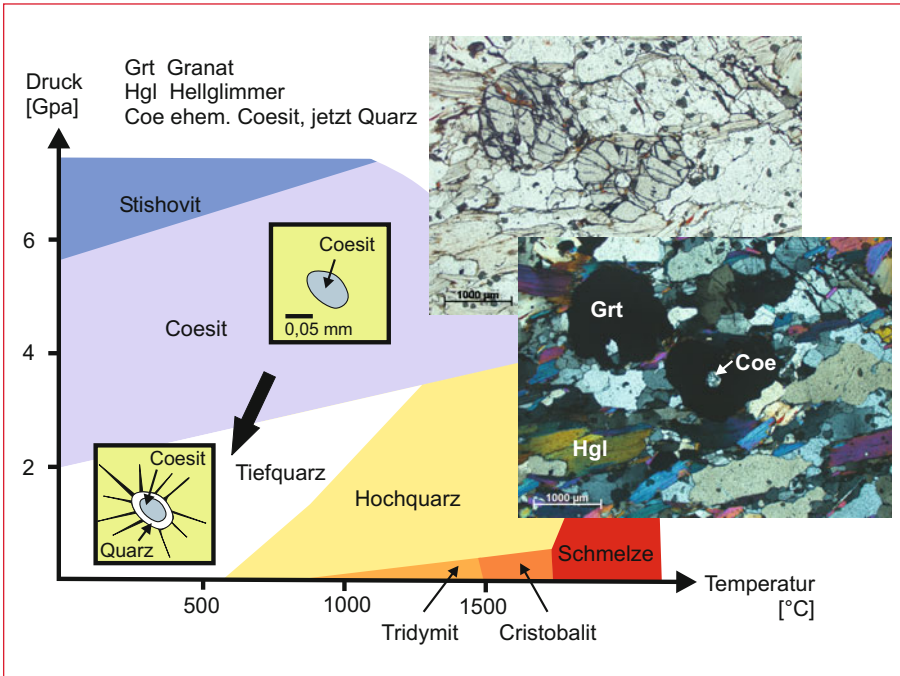 Druck
[Gpa]
Grt Granat
Hgl Hellglimmer
Coe ehem. Coesit, jetzt Quarz
6
4
2
Stishovit
Coesit
Coesit
0,05 mm
Coesit
Quarz
Tiefquarz
Hochquarz
Schmelze
1000 µm
Grt
Coe
Hgl
1000 µm
500
1000
1500
Tridymit
Cristobalit
Temperatur
[°C]